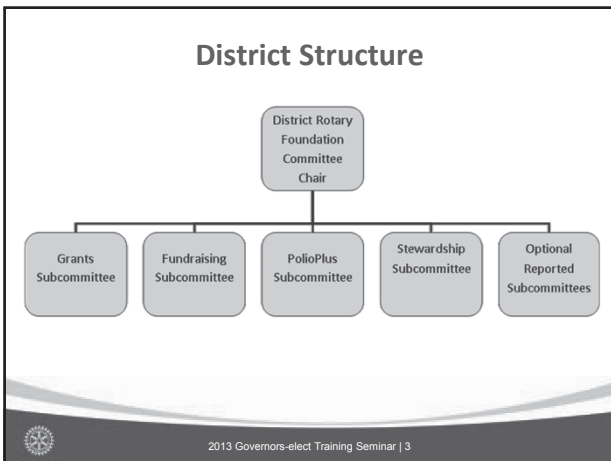 District Structure
District Rotary
Foundation
Committee
Chair
Grants
Subcommittee
Fundraising
Subcommittee
PolioPlus
Subcommittee
Stewardship
Subcommittee
Optional
Reported
Subcommittees
2013 Governors-elect Training Seminar | 3